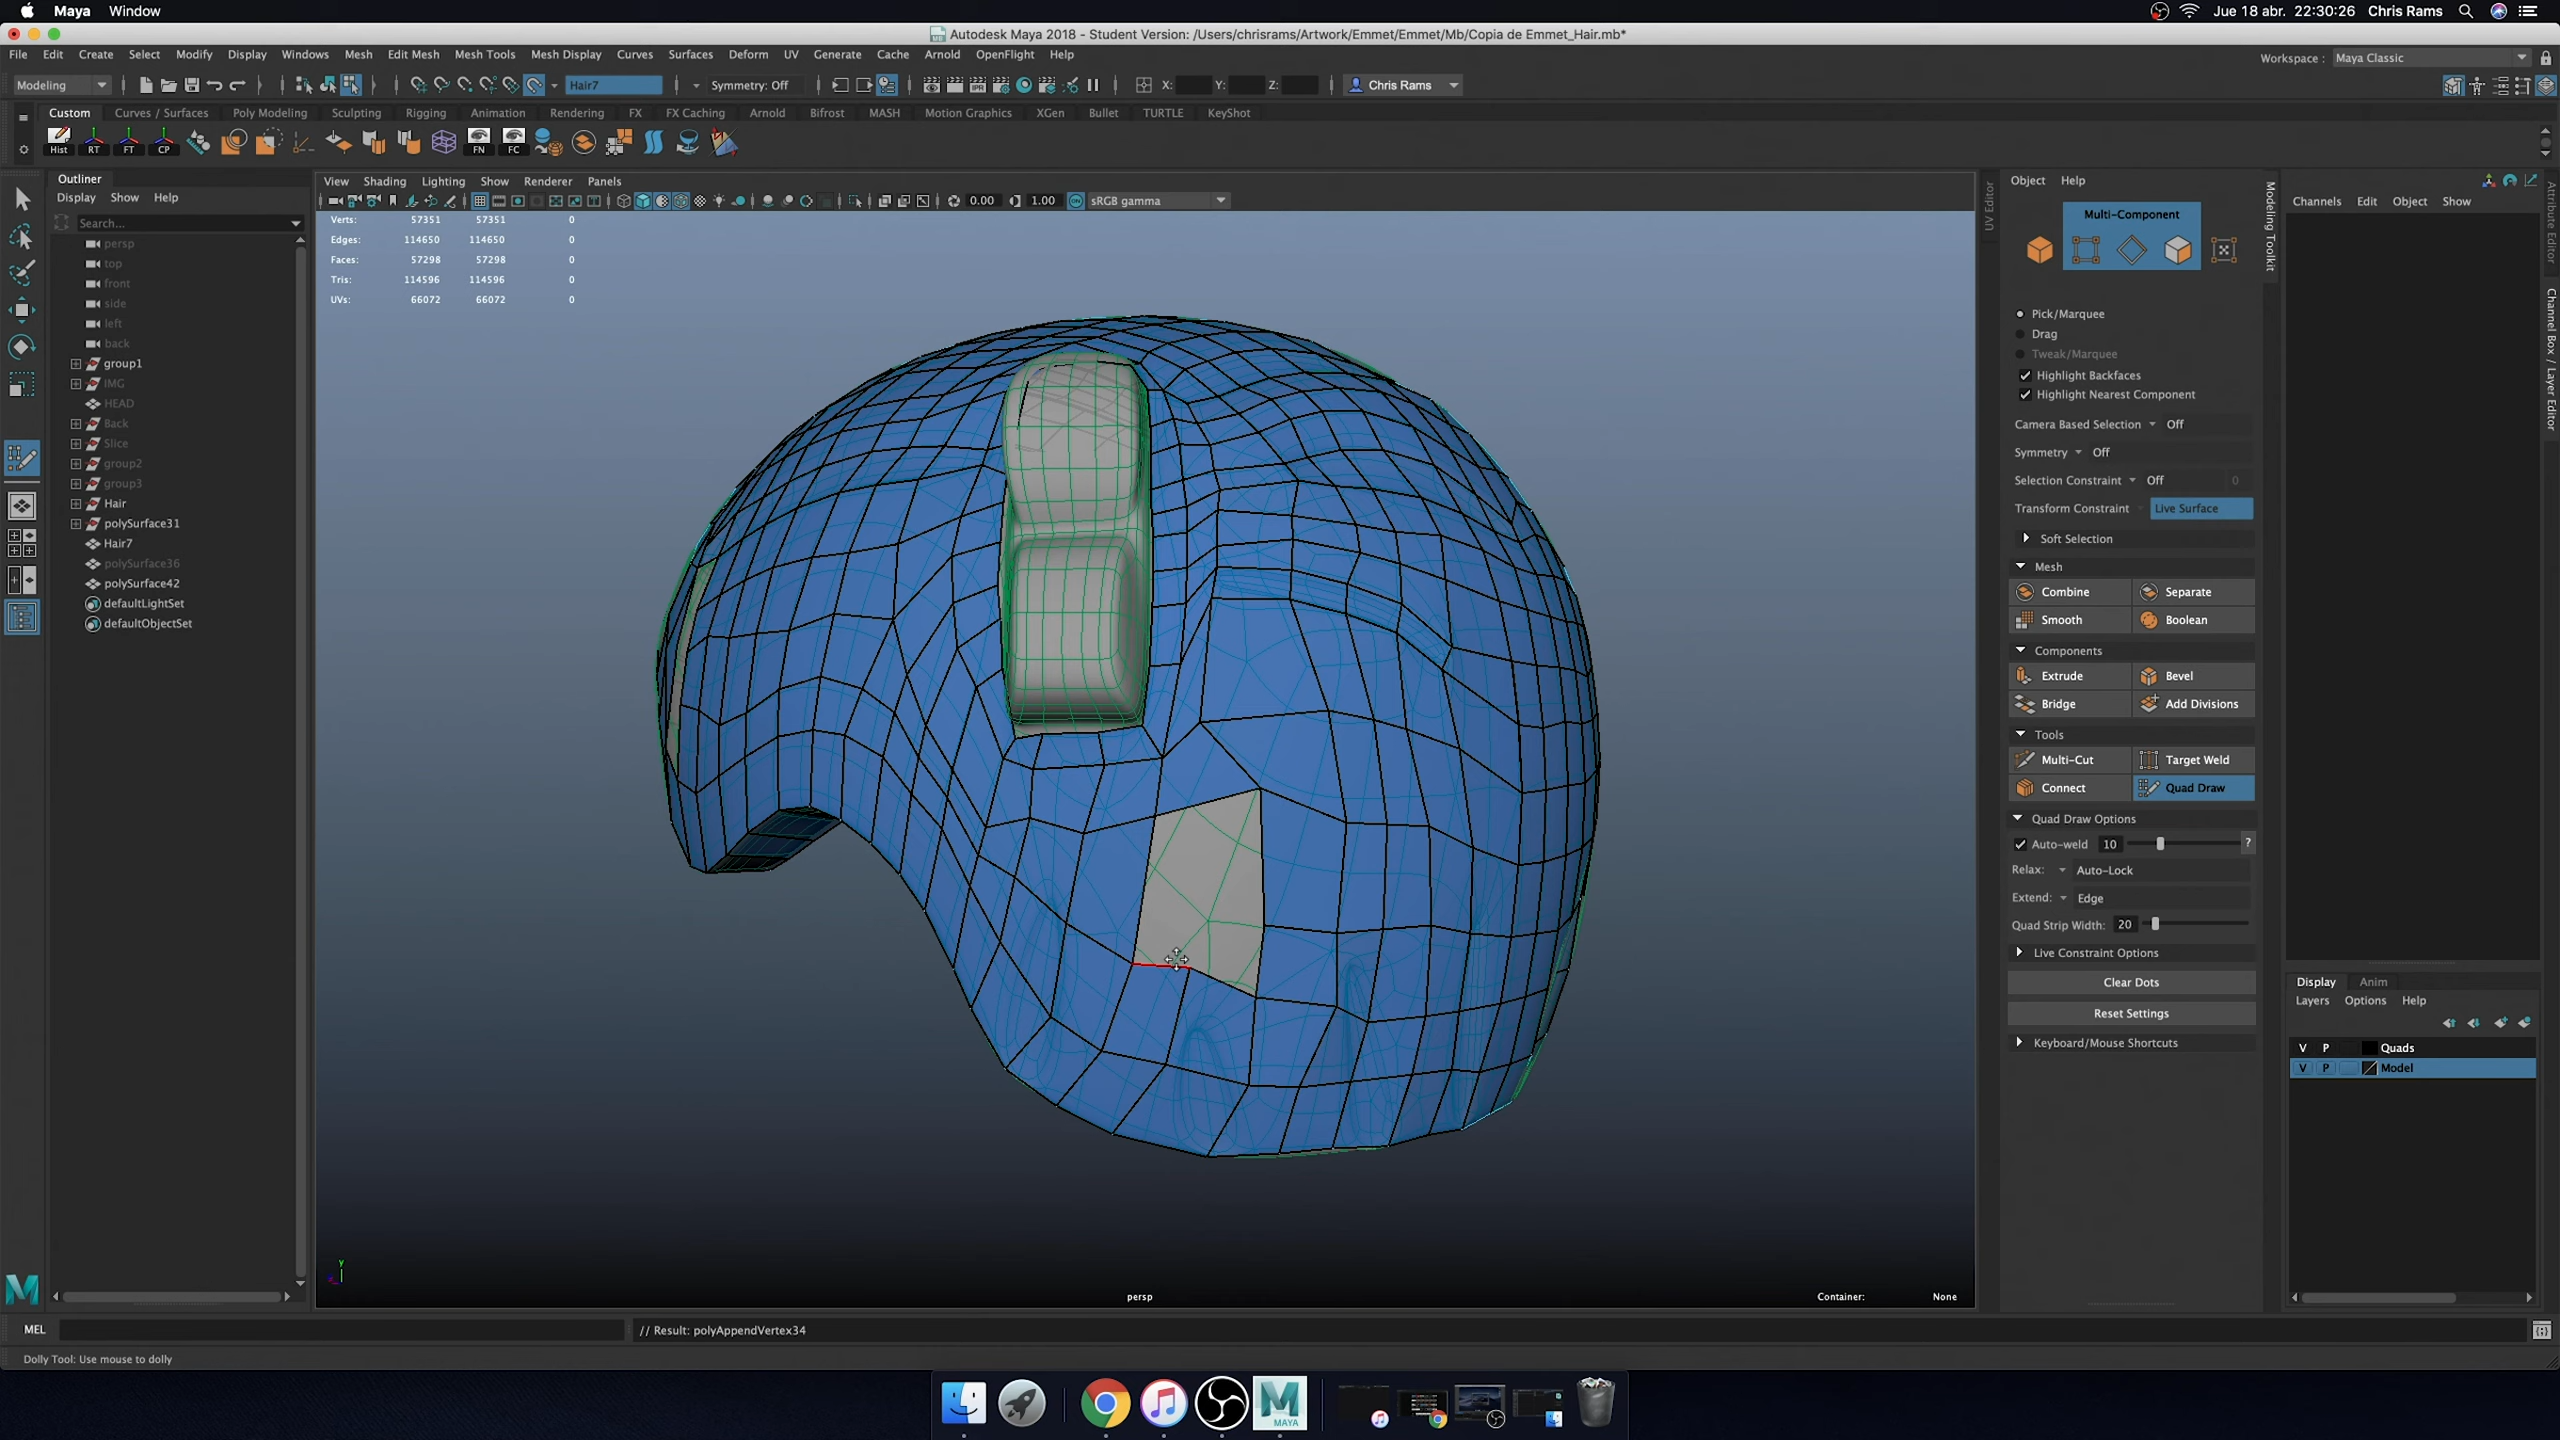 Maya Window Jue 18 abr. 22:30:26 Chris Rams
Autodesk Maya 2018 - Student Version: /Users/chrisrams/Artwork/Emmet/Emmet/Mb/Copia de Emmet_Hair.mb*
File Edit Create Select Modify Display Windows Mesh Edit Mesh Mesh Tools Mesh Display Curves Surfaces Deform UV Generate Cache Arnold OpenFlight Help Workspace : Maya Classic
Modeling Hair7 Symmetry: Off X: Y: Z: Chris Rams
Custom Curves / Surfaces Poly Modeling Sculpting Rigging Animation Rendering FX FX Caching Arnold Bifrost MASH Motion Graphics XGen Bullet TURTLE KeyShot
Hist RT FT CP FN FC
Outliner
Display Show Help
Search...
persp
top
front
side
left
back
group1
IMG
HEAD
Back
Slice
group2
group3
Hair
polySurface31
Hair7
polySurface36
polySurface42
defaultLightSet
defaultObjectSet
View Shading Lighting Show Renderer Panels
0.00 1.00 sRGB gamma
Verts: 57351 57351 0
Edges: 114650 114650 0
Faces: 57298 57298 0
Tris: 114596 114596 0
UVs: 66072 66072 0
y
persp
Container: None
UV Editor
Object Help
Multi-Component
Modeling Toolkit
Pick/Marquee
Drag
Tweak/Marquee
Highlight Backfaces
Highlight Nearest Component
Camera Based Selection Off
Symmetry Off
Selection Constraint Off 0
Transform Constraint Live Surface
Soft Selection
Mesh
Combine Separate
Smooth Boolean
Components
Extrude Bevel
Bridge Add Divisions
Tools
Multi-Cut Target Weld
Connect Quad Draw
Quad Draw Options
Auto-weld 10 ?
Relax: Auto-Lock
Extend: Edge
Quad Strip Width: 20
Live Constraint Options
Clear Dots
Reset Settings
Keyboard/Mouse Shortcuts
Channels Edit Object Show
Attribute Editor
Channel Box / Layer Editor
Display Anim
Layers Options Help
V P Quads
V P Model
MEL // Result: polyAppendVertex34
Dolly Tool: Use mouse to dolly
MAYA